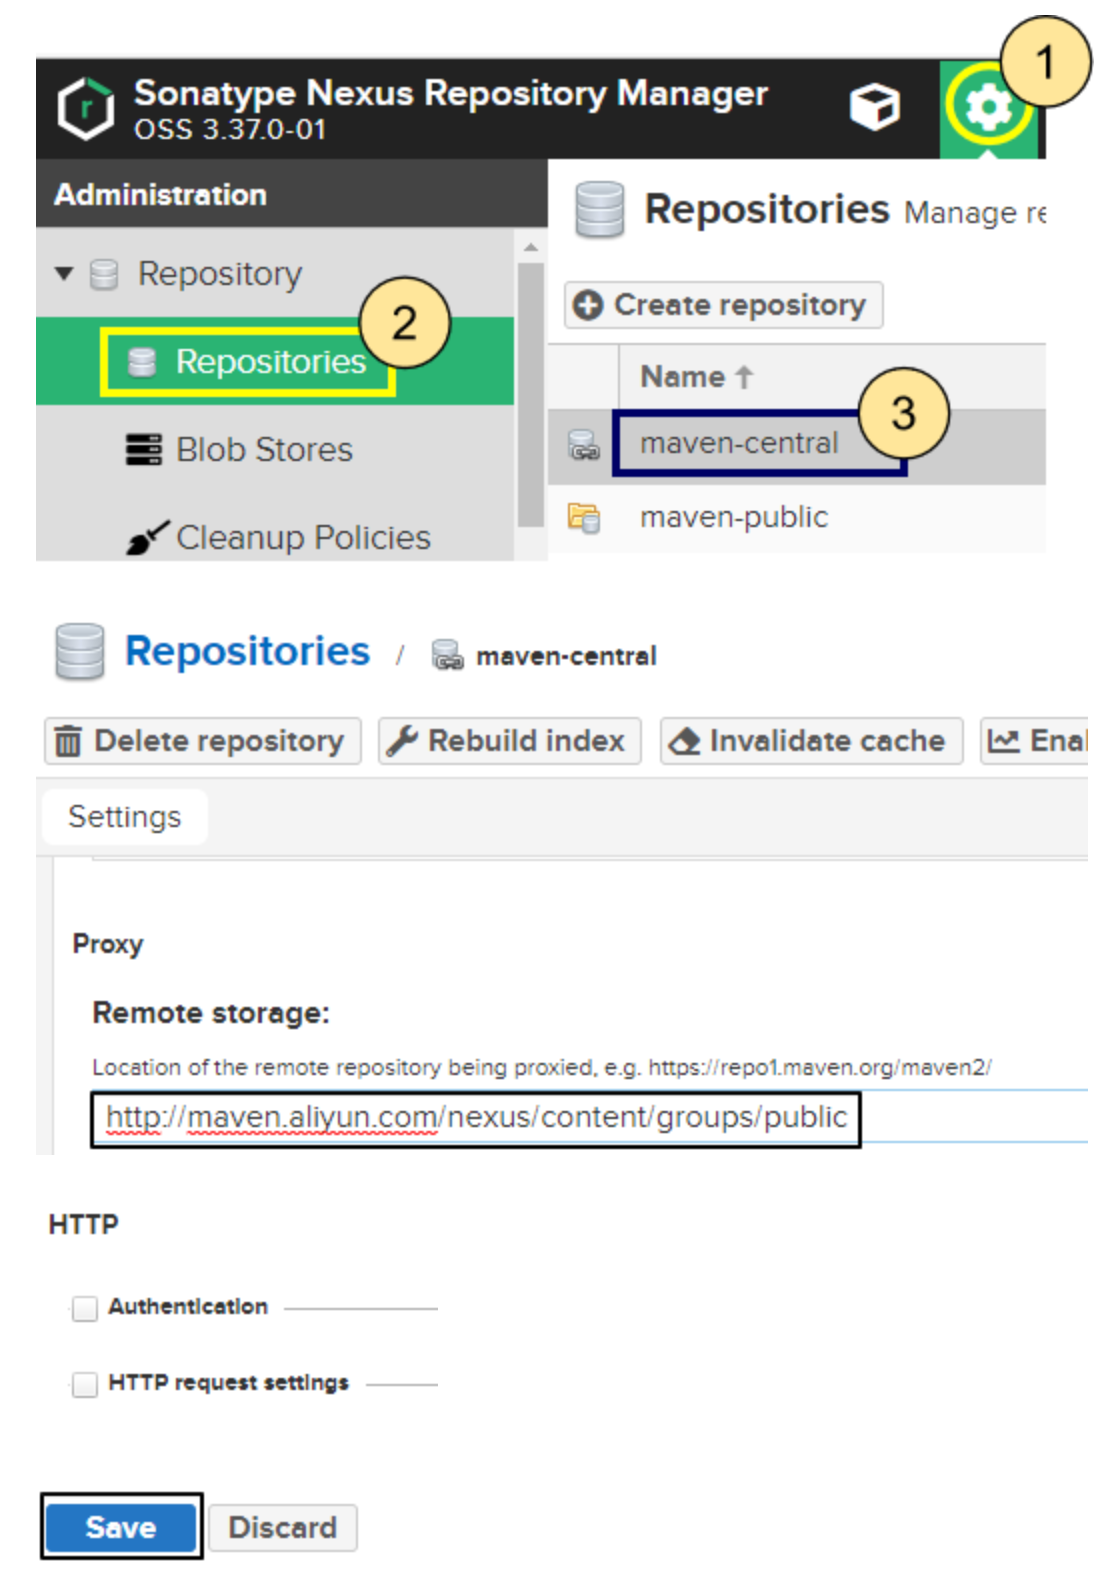 1
Sonatype Nexus Repository Manager
OSS 3.37.0-01
Administration
Repositories Manage re
Repository
2
Create repository
Repositories
Name
3
maven-central
Blob Stores
maven-public
Cleanup Policies
Repositories / maven-central
Delete repository Rebuild index Invalidate cache Enal
Settings
Proxy
Remote storage:
Location of the remote repository being proxied, e.g. https://repo1.maven.org/maven2/
http://maven.aliyun.com/nexus/content/groups/public
HTTP
Authentication
HTTP request settings
Save Discard